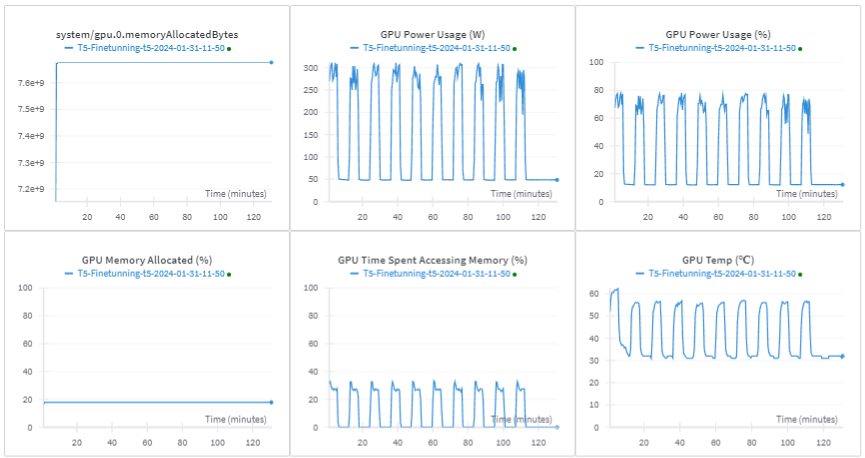 system/gpu.0.memoryAllocatedBytes
T5-Finetunning-t5-2024-01-31-11-50
7.6e+9
7.5e+9
7.4e+9
7.3e+9
7.2e+9
Time (minutes)
20 40 60 80 100 120
GPU Power Usage (W)
T5-Finetunning-t5-2024-01-31-11-50
300
250
200
150
100
50
0
Time (minutes)
20 40 60 80 100 120
GPU Power Usage (%)
T5-Finetunning-t5-2024-01-31-11-50
100
80
60
40
20
0
Time (minutes)
20 40 60 80 100 120
GPU Memory Allocated (%)
T5-Finetunning-t5-2024-01-31-11-50
100
80
60
40
20
0
Time (minutes)
20 40 60 80 100 120
GPU Time Spent Accessing Memory (%)
T5-Finetunning-t5-2024-01-31-11-50
100
80
60
40
20
0
Time (minutes)
20 40 60 80 100 120
GPU Temp (℃)
T5-Finetunning-t5-2024-01-31-11-50
60
50
40
30
20
10
0
Time (minutes)
20 40 60 80 100 120